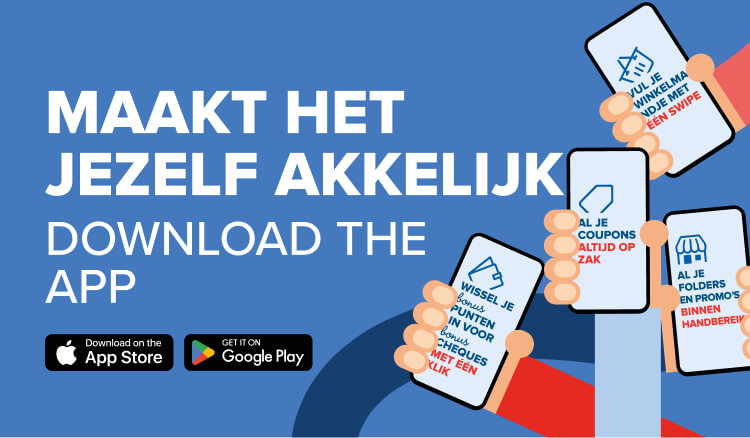 MAAKT HET
JEZELF AKKELIJK
DOWNLOAD THE
APP
Download on the
App Store
GET IT ON
Google Play
VUL JE
WINKELMA
NDJE MET
ÉÉN SWIPE
AL JE
COUPONS
ALTIJD OP
ZAK
AL JE
FOLDERS
EN PROMO'S
BINNEN
HANDBEREIK
WISSEL JE
bonus
PUNTEN
IN VOOR
bonus
CHEQUES
MET ÉÉN
KLIK